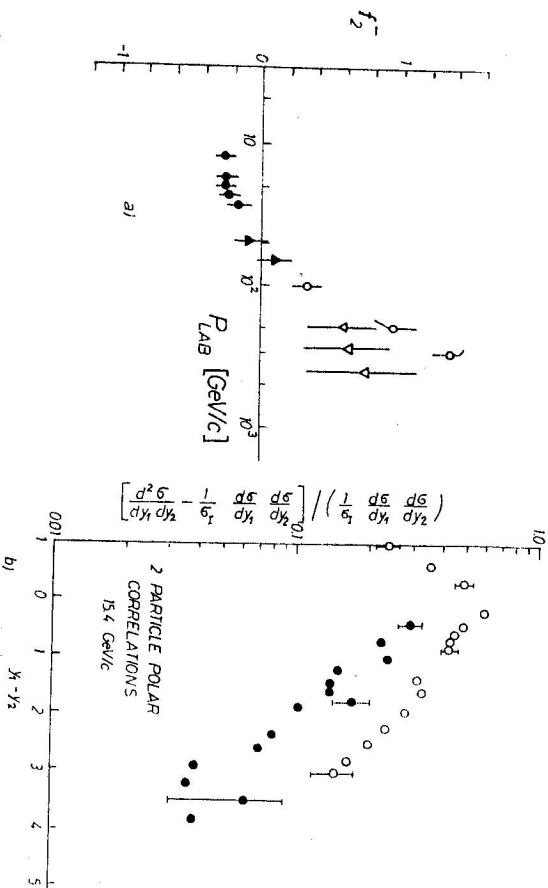 f₂⁻
-1
0
1
10
10²
10³
P_LAB [GeV/c]
a)
[d²σ/dy₁ dy₂ - 1/σ_I dσ/dy₁ dσ/dy₂] / (1/σ_I dσ/dy₁ dσ/dy₂)
0.01
0.1
1.0
1
0
1
2
3
4
5
y₁-y₂
b)
2 PARTICLE POLAR
CORRELATIONS
15.4 GeV/c